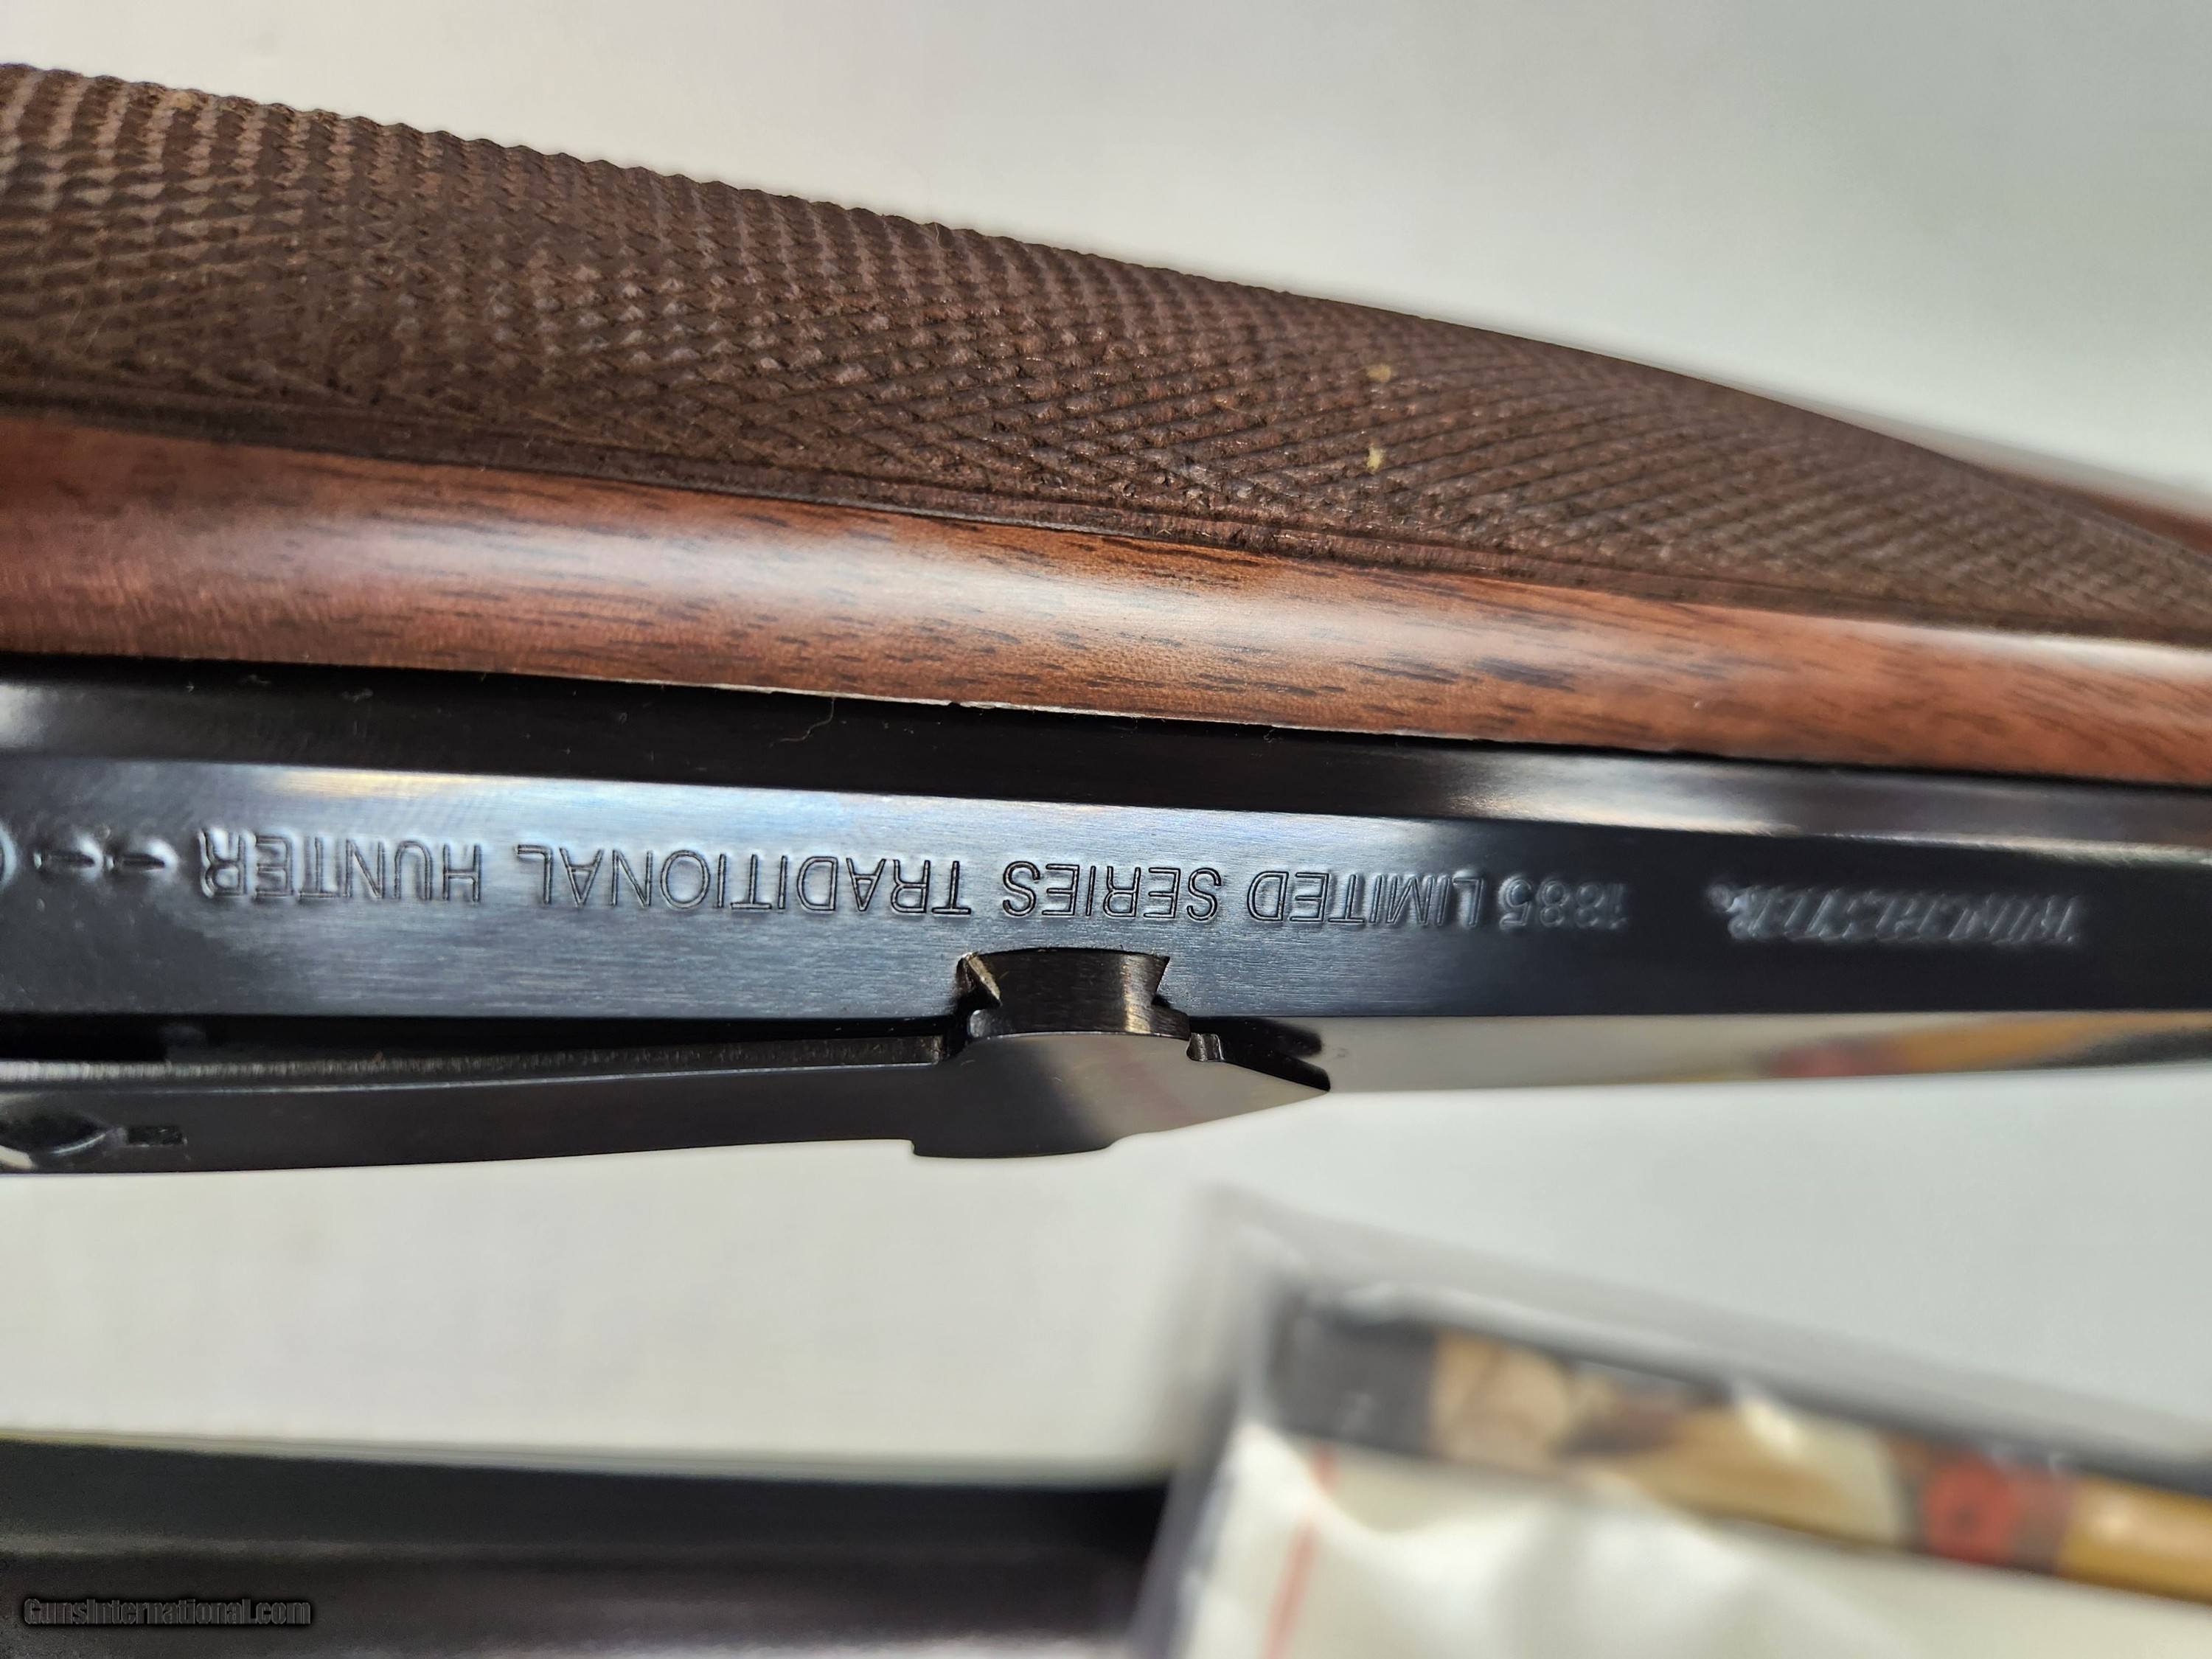 WINCHESTER 1885 LIMITED SERIES TRADITIONAL HUNTER
GunsInternational.com